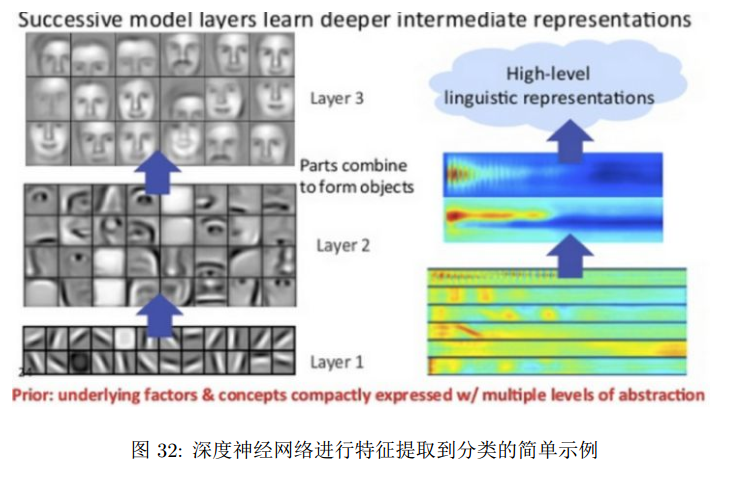 Successive model layers learn deeper intermediate representations
Layer 3
Parts combine
to form objects
Layer 2
Layer 1
High-level
linguistic representations
24
Prior: underlying factors & concepts compactly expressed w/ multiple levels of abstraction
图 32: 深度神经网络进行特征提取到分类的简单示例